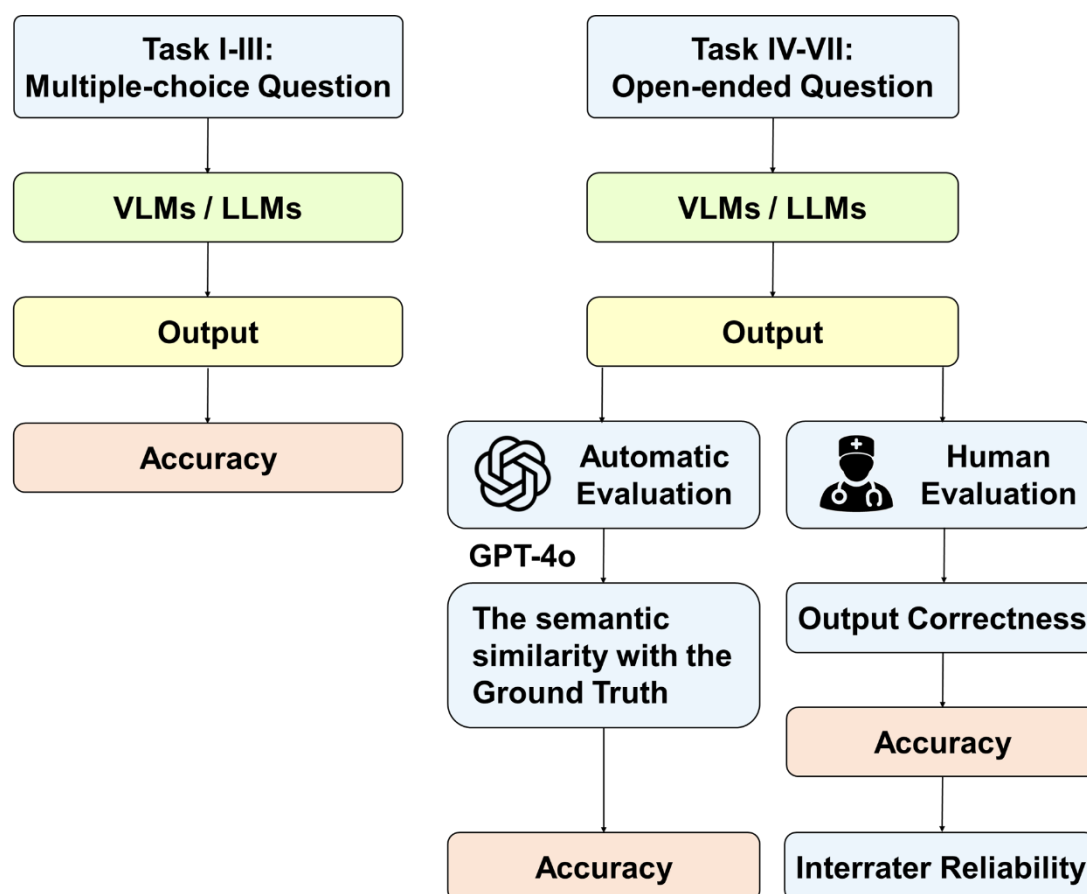 Task I-III:
Multiple-choice Question
VLMs / LLMs
Output
Accuracy
Task IV-VII:
Open-ended Question
VLMs / LLMs
Output
Automatic
Evaluation
GPT-4o
The semantic
similarity with the
Ground Truth
Accuracy
Human
Evaluation
Output Correctness
Accuracy
Interrater Reliability